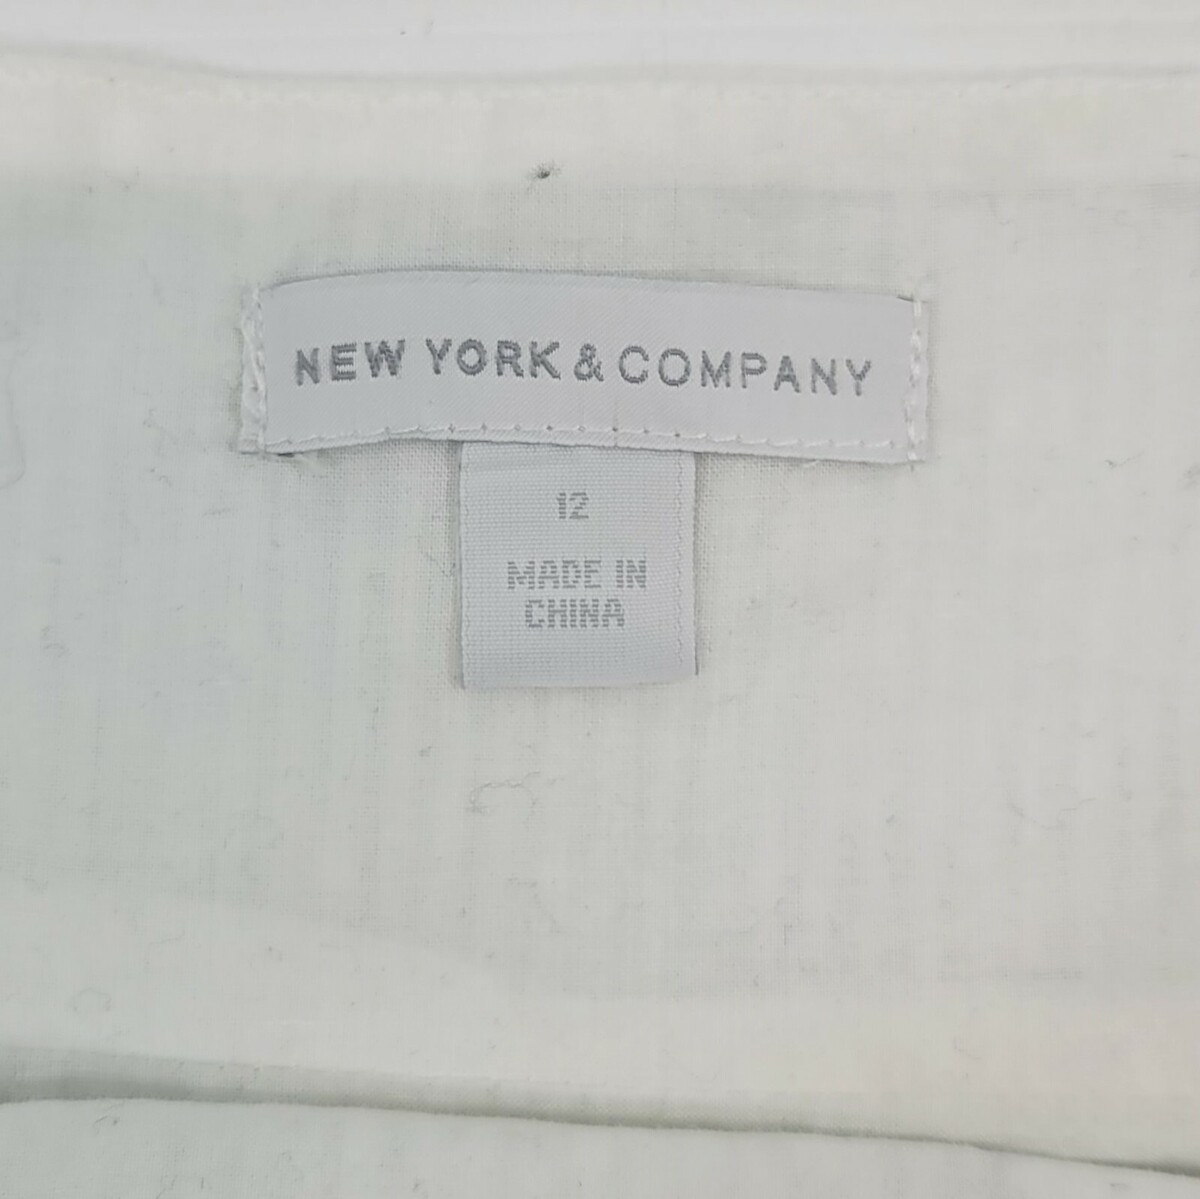 NEW YORK & COMPANY
12
MADE IN
CHINA